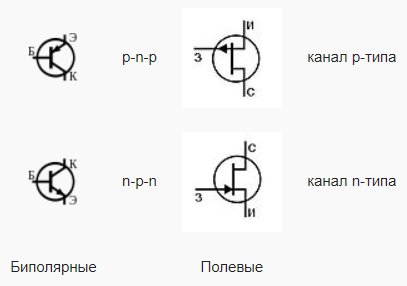 Э И
Б p-n-p З канал p-типа
К С
К С
Б n-p-n З канал n-типа
Э И
Биполярные Полевые